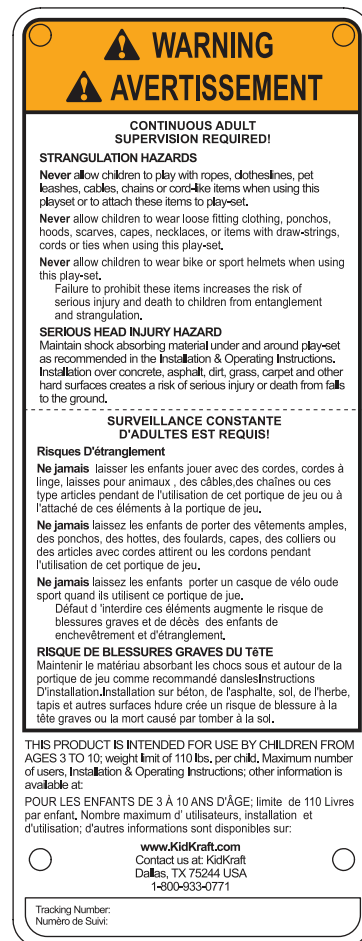 WARNING
AVERTISSEMENT
CONTINUOUS ADULT
SUPERVISION REQUIRED!
STRANGULATION HAZARDS
Never allow children to play with ropes, clotheslines, pet
leashes, cables, chains or cord-like items when using this
playset or to attach these items to play-set.
Never allow children to wear loose fitting clothing, ponchos,
hoods, scarves, capes, necklaces, or items with draw-strings,
cords or ties when using this play-set.
Never allow children to wear bike or sport helmets when using
this play-set.
Failure to prohibit these items increases the risk of
serious injury and death to children from entanglement
and strangulation.
SERIOUS HEAD INJURY HAZARD
Maintain shock absorbing material under and around play-set
as recommended in the Installation & Operating Instructions.
Installation over concrete, asphalt, dirt, grass, carpet and other
hard surfaces creates a risk of serious injury or death from falls
to the ground.
SURVEILLANCE CONSTANTE
D'ADULTES EST REQUIS!
Risques D'étranglement
Ne jamais laisser les enfants jouer avec des cordes, cordes à
linge, laisses pour animaux , des câbles,des chaînes ou ces
type articles pendant de l'utilisation de cet portique de jeu ou à
l'attaché de ces éléments à la portique de jeu.
Ne jamais laissez les enfants de porter des vêtements amples,
des ponchos, des hottes, des foulards, capes, des colliers ou
des articles avec cordes attirent ou les cordons pendant
l'utilisation de cet portique de jeu.
Ne jamais laissez les enfants porter un casque de vélo oude
sport quand ils utilisent ce portique de jue.
Défaut d 'interdire ces éléments augmente le risque de
blessures graves et de décès des enfants de
enchevêtrement et d'étranglement.
RISQUE DE BLESSURES GRAVES DU TêTE
Maintenir le matériau absorbant les chocs sous et autour de la
portique de jeu comme recommandé danslesInstructions
D'installation.Installation sur béton, de l'asphalte, sol, de l'herbe,
tapis et autres surfaces hdure crée un risque de blessure à la
tête graves ou la mort causé par tomber à la sol.
THIS PRODUCT IS INTENDED FOR USE BY CHILDREN FROM
AGES 3 TO 10; weight limit of 110 lbs. per child. Maximum number
of users, Installation & Operating Instructions; other information is
available at:
POUR LES ENFANTS DE 3 À 10 ANS D'ÂGE; limite de 110 Livres
par enfant. Nombre maximum d' utilisateurs, installation et
d'utilisation; d'autres informations sont disponibles sur:
www.KidKraft.com
Contact us at: KidKraft
Dallas, TX 75244 USA
1-800-933-0771
Tracking Number:
Numèro de Suivi: